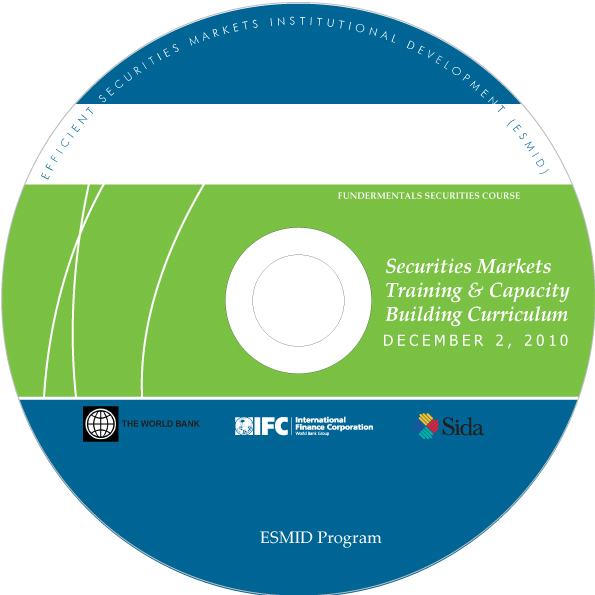 EFFICIENT SECURITIES MARKETS INSTITUTIONAL DEVELOPMENT (ESMID)
FUNDERMENTALS SECURITIES COURSE
Securities Markets
Training & Capacity
Building Curriculum
DECEMBER 2, 2010
THE WORLD BANK
IFC
International
Finance Corporation
World Bank Group
Sida
ESMID Program